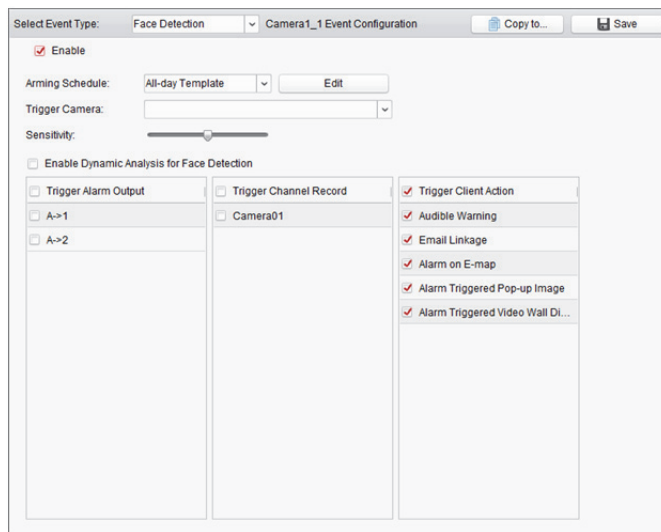 Select Event Type: Face Detection Camera1_1 Event Configuration Copy to... Save
Enable
Arming Schedule: All-day Template Edit
Trigger Camera:
Sensitivity:
Enable Dynamic Analysis for Face Detection
Trigger Alarm Output Trigger Channel Record Trigger Client Action
A->1 Camera01 Audible Warning
A->2 Email Linkage
Alarm on E-map
Alarm Triggered Pop-up Image
Alarm Triggered Video Wall Di...